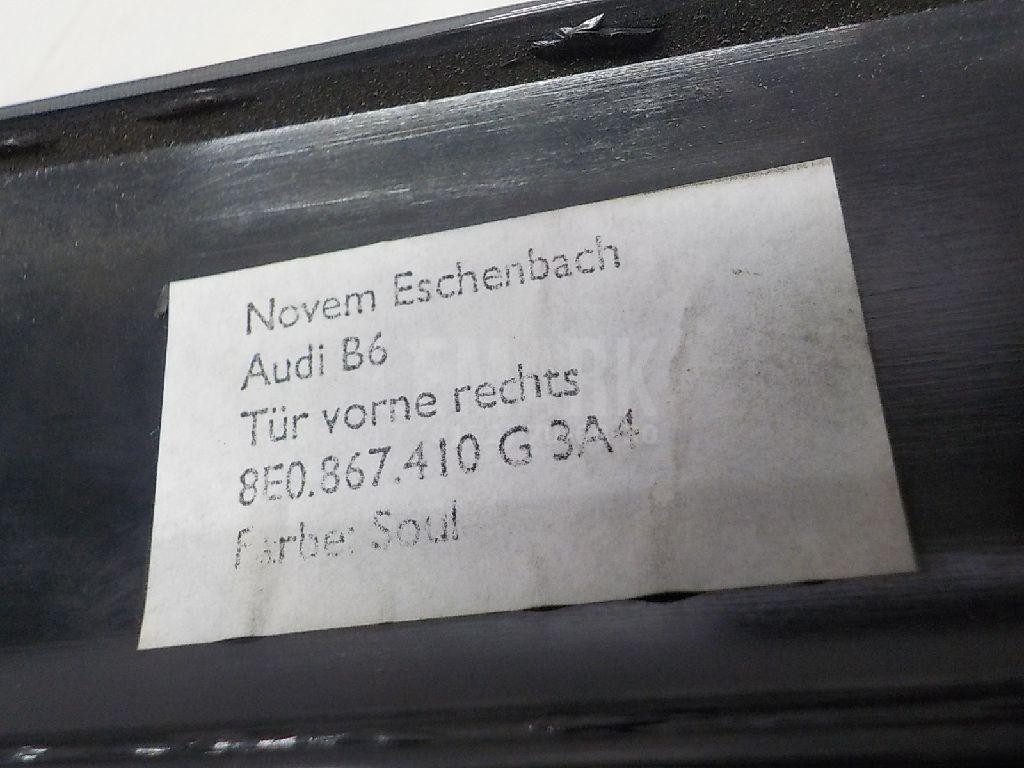 Novem Eschenbach
Audi B6
Tür vorne rechts
8E0.867.410 G 3A4
Farbe: Soul